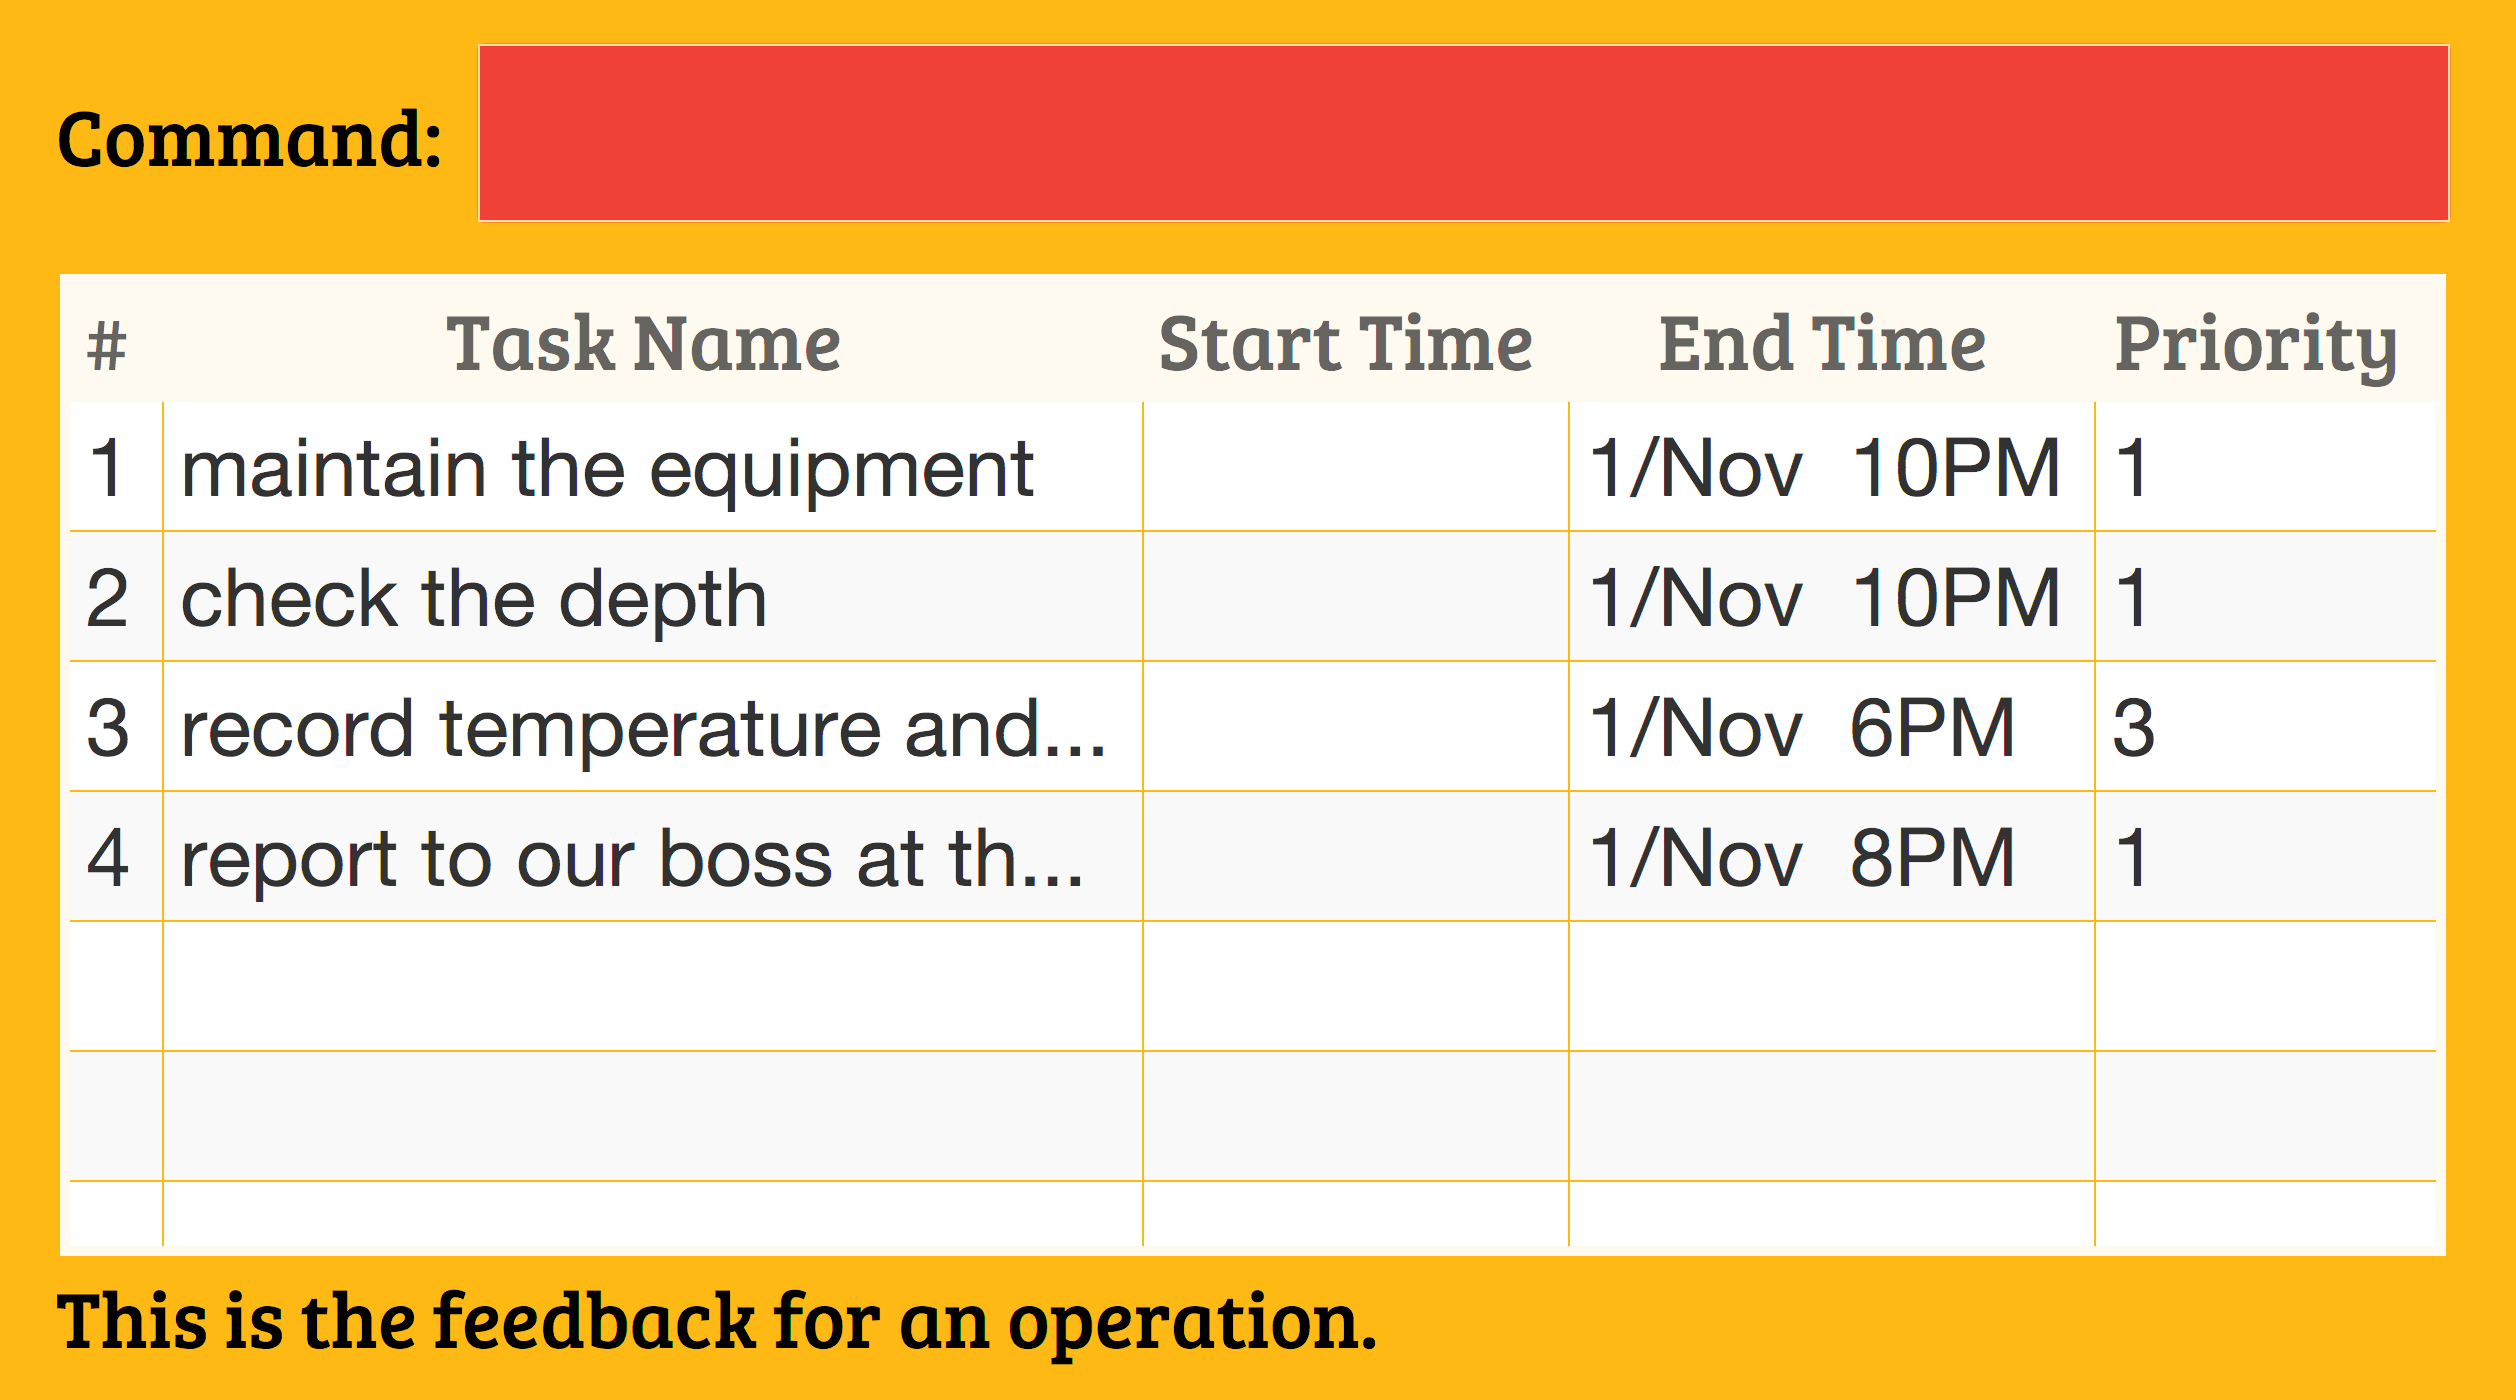 Command:
# Task Name Start Time End Time Priority
1 maintain the equipment 1/Nov 10PM 1
2 check the depth 1/Nov 10PM 1
3 record temperature and... 1/Nov 6PM 3
4 report to our boss at th... 1/Nov 8PM 1
This is the feedback for an operation.